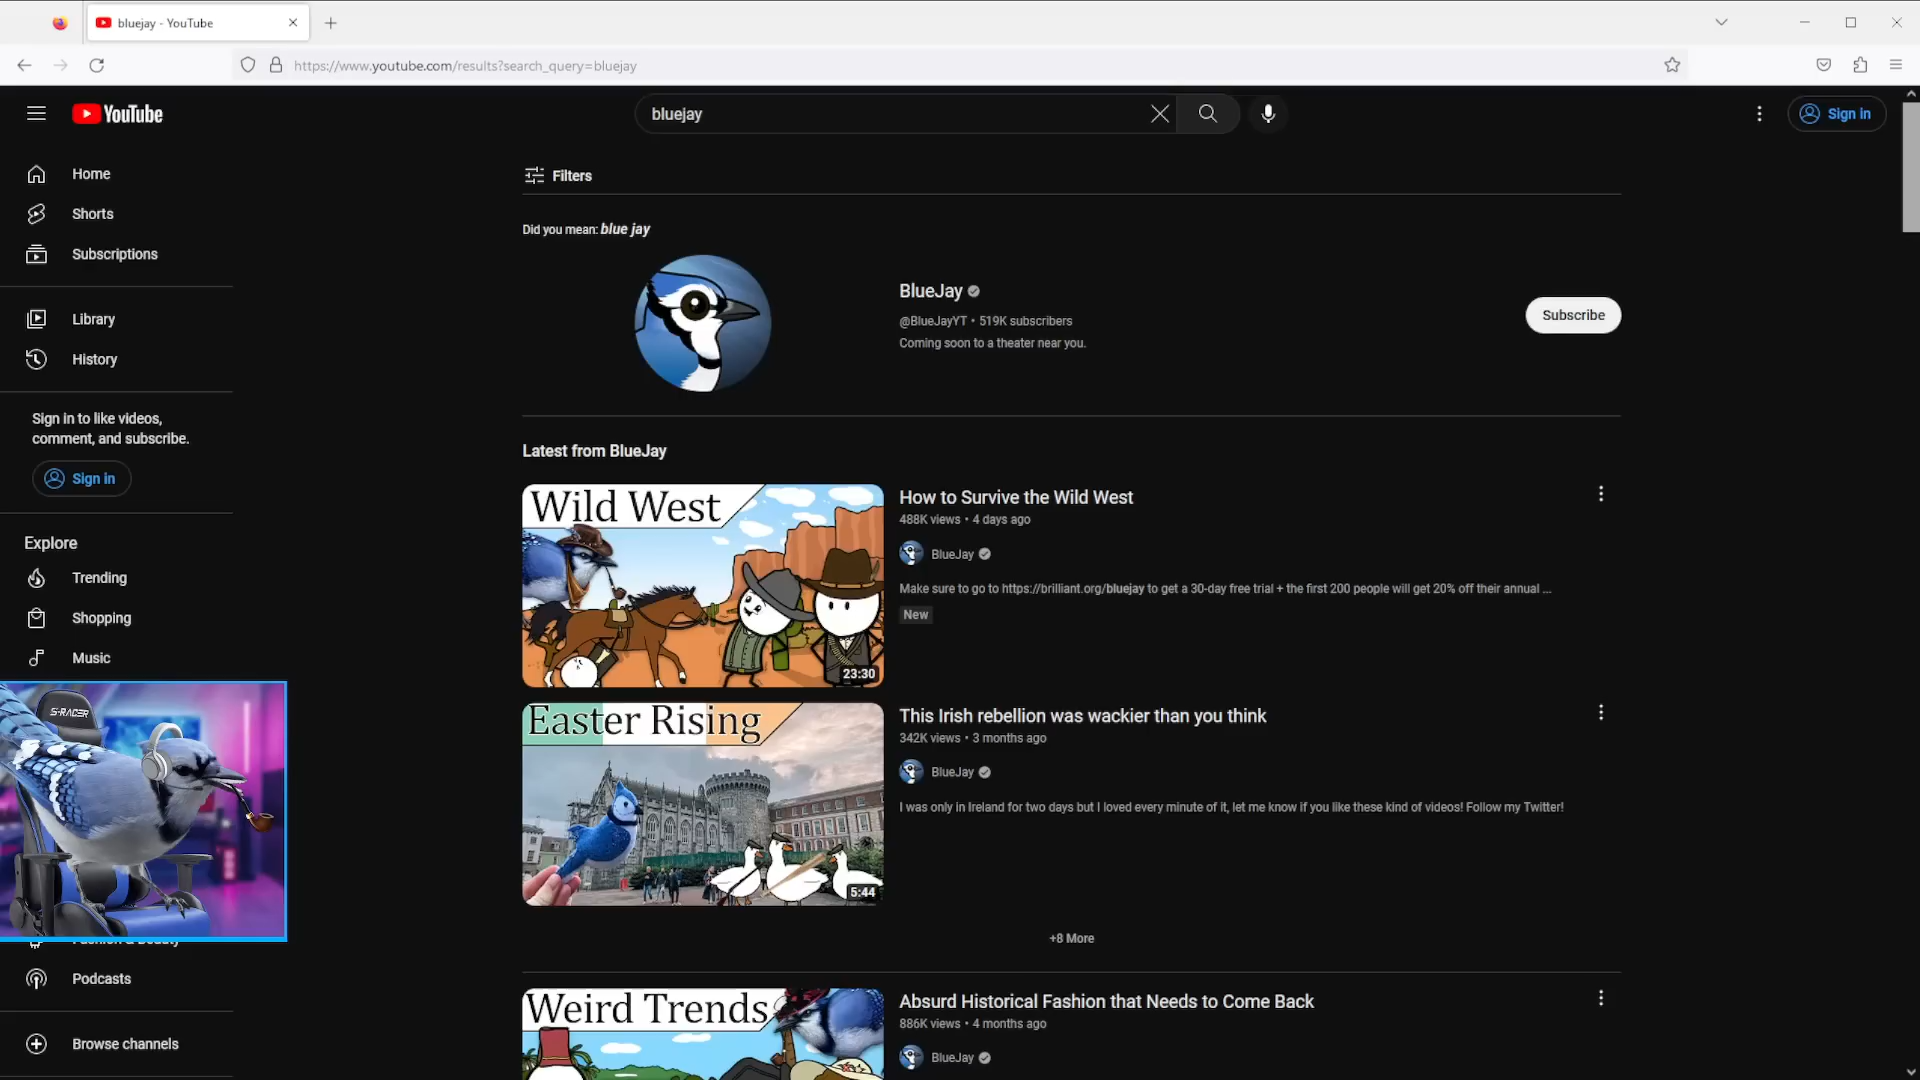 bluejay - YouTube
https://www.youtube.com/results?search_query=bluejay
YouTube
bluejay
Sign in
Home
Shorts
Subscriptions
Library
History
Sign in to like videos,
comment, and subscribe.
Sign in
Explore
Trending
Shopping
Music
S-RACER
Fashion & Beauty
Podcasts
Browse channels
Filters
Did you mean: blue jay
BlueJay
@BlueJayYT • 519K subscribers
Coming soon to a theater near you.
Subscribe
Latest from BlueJay
Wild West
23:30
How to Survive the Wild West
488K views • 4 days ago
BlueJay
Make sure to go to https://brilliant.org/bluejay to get a 30-day free trial + the first 200 people will get 20% off their annual ...
New
Easter Rising
5:44
This Irish rebellion was wackier than you think
342K views • 3 months ago
BlueJay
I was only in Ireland for two days but I loved every minute of it, let me know if you like these kind of videos! Follow my Twitter!
+8 More
Weird Trends
Absurd Historical Fashion that Needs to Come Back
886K views • 4 months ago
BlueJay